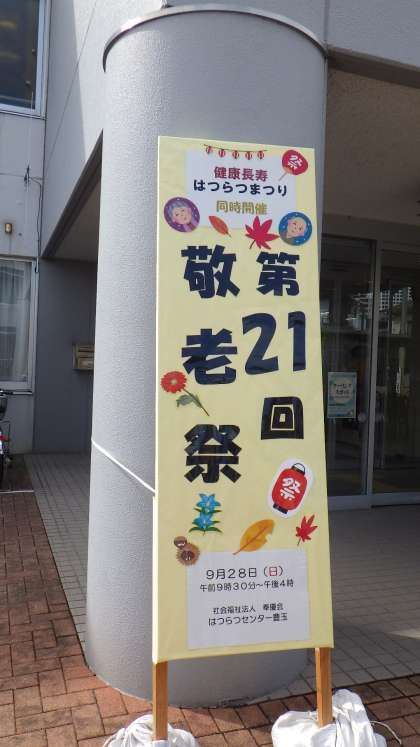 祭
健康長寿
はつらつまつり
同時開催
第21回
敬老祭
祭
9月28日（日）
午前9時30分～午後4時
社会福祉法人　奉優会
はつらつセンター豊玉